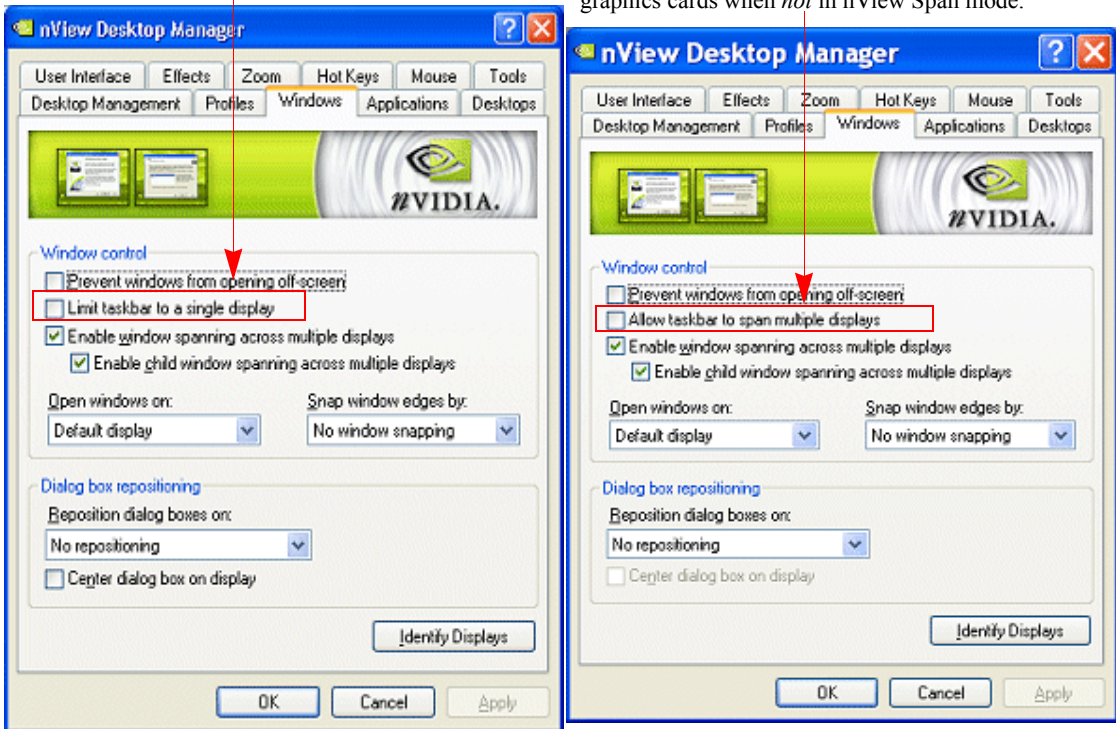 graphics cards when not in nView Span mode.
nView Desktop Manager
User Interface Effects Zoom Hot Keys Mouse Tools
Desktop Management Profiles Windows Applications Desktops
nVIDIA.
Window control
Prevent windows from opening off-screen
Limit taskbar to a single display
Enable window spanning across multiple displays
Enable child window spanning across multiple displays
Open windows on: Snap window edges by:
Default display No window snapping
Dialog box repositioning
Reposition dialog boxes on:
No repositioning
Center dialog box on display
Identify Displays
OK Cancel Apply
nView Desktop Manager
User Interface Effects Zoom Hot Keys Mouse Tools
Desktop Management Profiles Windows Applications Desktops
nVIDIA.
Window control
Prevent windows from opening off-screen
Allow taskbar to span multiple displays
Enable window spanning across multiple displays
Enable child window spanning across multiple displays
Open windows on: Snap window edges by:
Default display No window snapping
Dialog box repositioning
Reposition dialog boxes on:
No repositioning
Center dialog box on display
Identify Displays
OK Cancel Apply